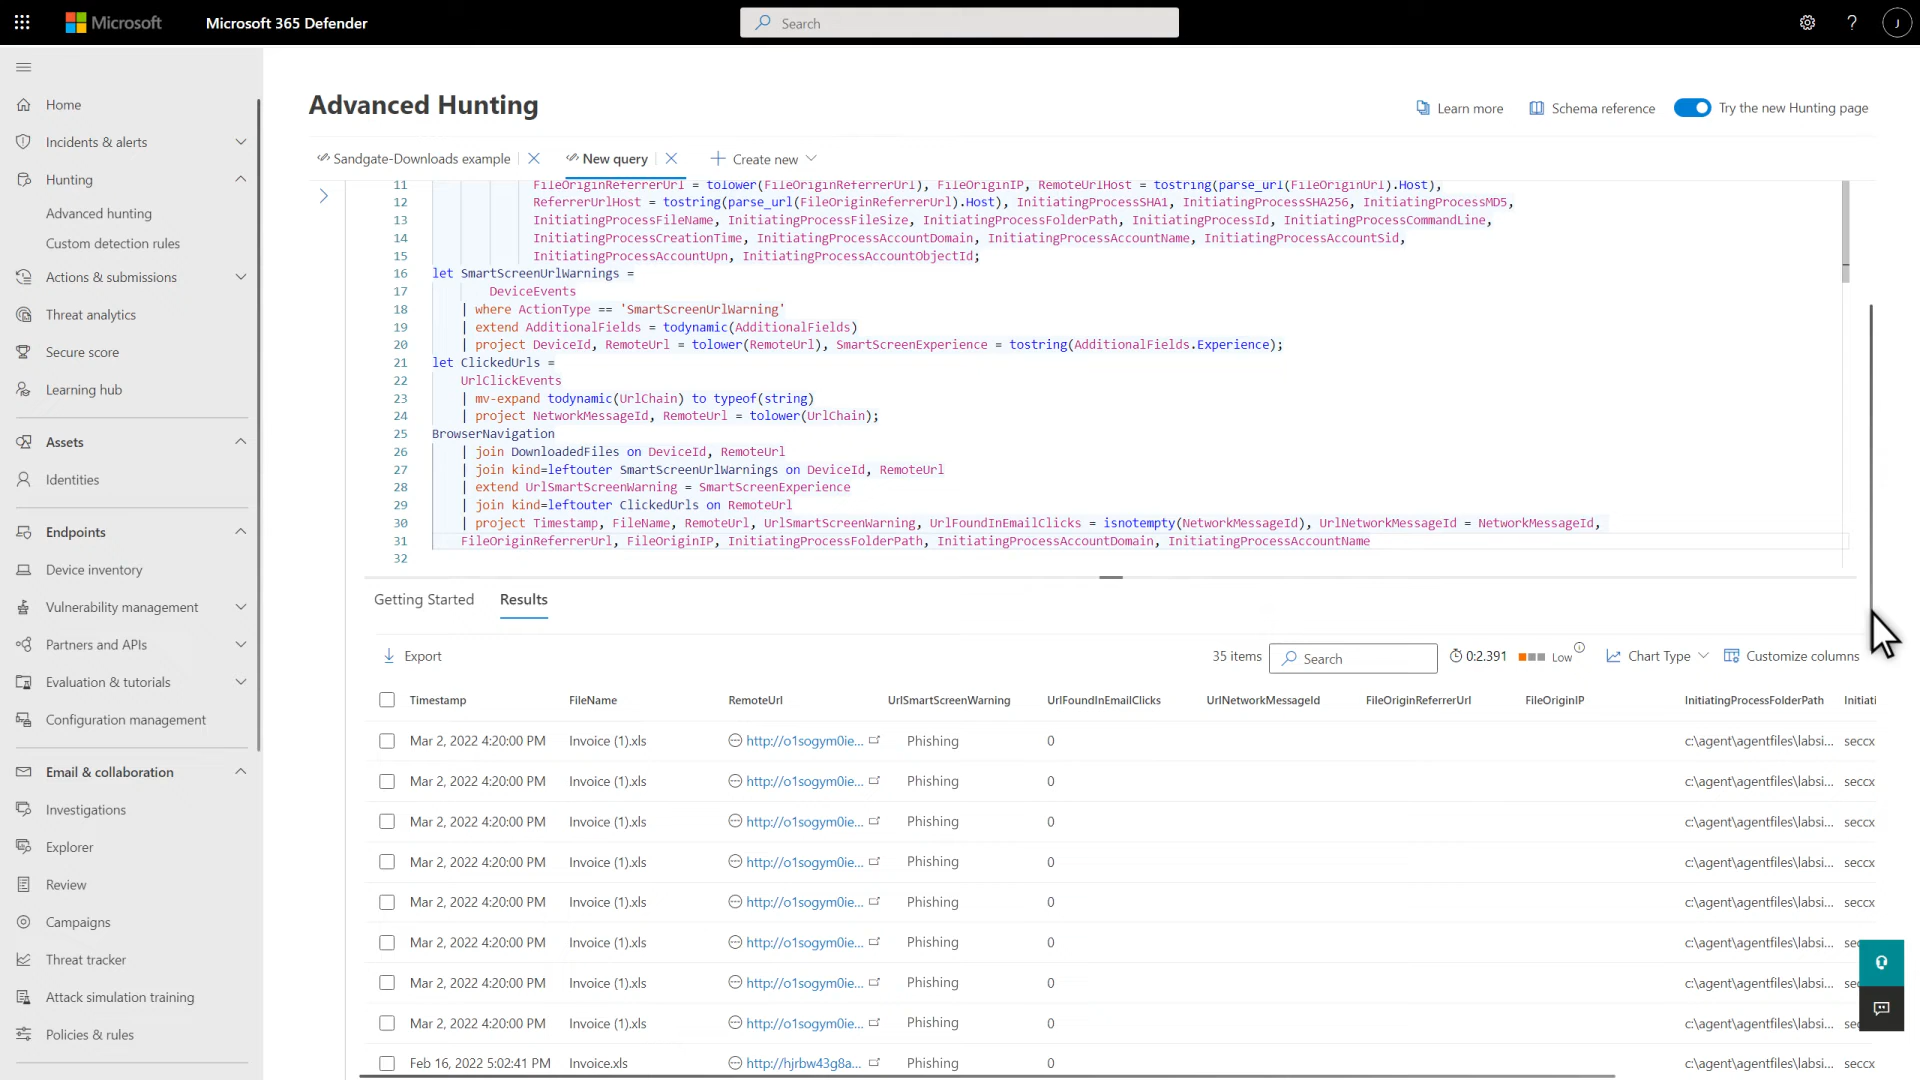 Microsoft
Microsoft 365 Defender
Search
?
J
Home
Incidents & alerts
Hunting
Advanced hunting
Custom detection rules
Actions & submissions
Threat analytics
Secure score
Learning hub
Assets
Identities
Endpoints
Device inventory
Vulnerability management
Partners and APIs
Evaluation & tutorials
Configuration management
Email & collaboration
Investigations
Explorer
Review
Campaigns
Threat tracker
Attack simulation training
Policies & rules
Advanced Hunting
Learn more
Schema reference
Try the new Hunting page
Sandgate-Downloads example
New query
Create new
11 FileOriginReferrerUrl = tolower(FileOriginReferrerUrl), FileOriginIP, RemoteUrlHost = tostring(parse_url(FileOriginUrl).Host),
12 ReferrerUrlHost = tostring(parse_url(FileOriginReferrerUrl).Host), InitiatingProcessSHA1, InitiatingProcessSHA256, InitiatingProcessMD5,
13 InitiatingProcessFileName, InitiatingProcessFileSize, InitiatingProcessFolderPath, InitiatingProcessId, InitiatingProcessCommandLine,
14 InitiatingProcessCreationTime, InitiatingProcessAccountDomain, InitiatingProcessAccountName, InitiatingProcessAccountSid,
15 InitiatingProcessAccountUpn, InitiatingProcessAccountObjectId;
16 let SmartScreenUrlWarnings =
17 DeviceEvents
18 | where ActionType == 'SmartScreenUrlWarning'
19 | extend AdditionalFields = todynamic(AdditionalFields)
20 | project DeviceId, RemoteUrl = tolower(RemoteUrl), SmartScreenExperience = tostring(AdditionalFields.Experience);
21 let ClickedUrls =
22 UrlClickEvents
23 | mv-expand todynamic(UrlChain) to typeof(string)
24 | project NetworkMessageId, RemoteUrl = tolower(UrlChain);
25 BrowserNavigation
26 | join DownloadedFiles on DeviceId, RemoteUrl
27 | join kind=leftouter SmartScreenUrlWarnings on DeviceId, RemoteUrl
28 | extend UrlSmartScreenWarning = SmartScreenExperience
29 | join kind=leftouter ClickedUrls on RemoteUrl
30 | project Timestamp, FileName, RemoteUrl, UrlSmartScreenWarning, UrlFoundInEmailClicks = isnotempty(NetworkMessageId), UrlNetworkMessageId = NetworkMessageId,
31 FileOriginReferrerUrl, FileOriginIP, InitiatingProcessFolderPath, InitiatingProcessAccountDomain, InitiatingProcessAccountName
32
Getting Started
Results
Export
35 items
Search
0:2.391
Low
Chart Type
Customize columns
Timestamp FileName RemoteUrl UrlSmartScreenWarning UrlFoundInEmailClicks UrlNetworkMessageId FileOriginReferrerUrl FileOriginIP InitiatingProcessFolderPath Initiati
Mar 2, 2022 4:20:00 PM Invoice (1).xls http://o1sogym0ie... Phishing 0 c:\agent\agentfiles\labsi... seccx
Mar 2, 2022 4:20:00 PM Invoice (1).xls http://o1sogym0ie... Phishing 0 c:\agent\agentfiles\labsi... seccx
Mar 2, 2022 4:20:00 PM Invoice (1).xls http://o1sogym0ie... Phishing 0 c:\agent\agentfiles\labsi... seccx
Mar 2, 2022 4:20:00 PM Invoice (1).xls http://o1sogym0ie... Phishing 0 c:\agent\agentfiles\labsi... seccx
Mar 2, 2022 4:20:00 PM Invoice (1).xls http://o1sogym0ie... Phishing 0 c:\agent\agentfiles\labsi... seccx
Mar 2, 2022 4:20:00 PM Invoice (1).xls http://o1sogym0ie... Phishing 0 c:\agent\agentfiles\labsi... sec
Mar 2, 2022 4:20:00 PM Invoice (1).xls http://o1sogym0ie... Phishing 0 c:\agent\agentfiles\labsi... sec
Mar 2, 2022 4:20:00 PM Invoice (1).xls http://o1sogym0ie... Phishing 0 c:\agent\agentfiles\labsi... sec
Feb 16, 2022 5:02:41 PM Invoice.xls http://hjrbw43g8a... Phishing 0 c:\agent\agentfiles\labsi... seccx